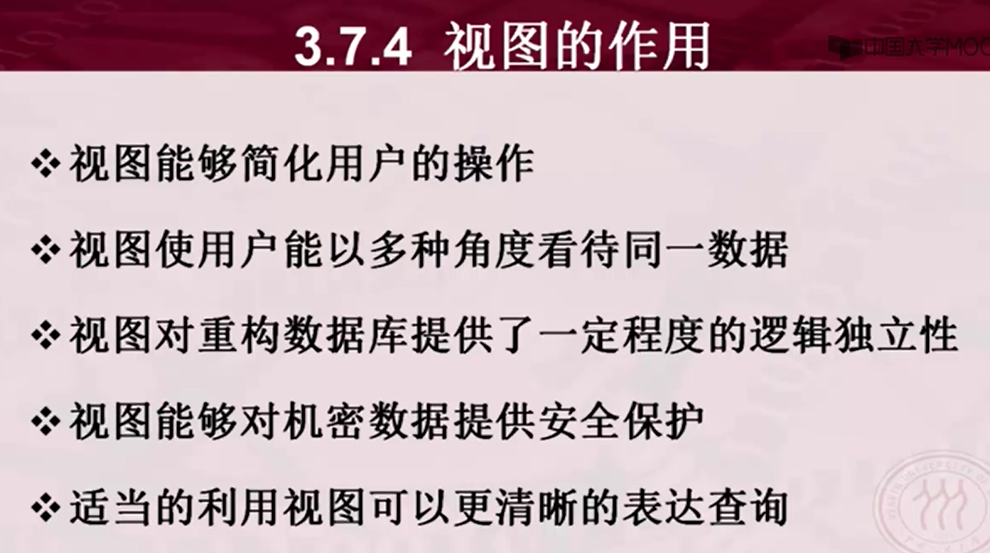 3.7.4 视图的作用
中国大学MOO
❖视图能够简化用户的操作
❖视图使用户能以多种角度看待同一数据
❖视图对重构数据库提供了一定程度的逻辑独立性
❖视图能够对机密数据提供安全保护
❖适当的利用视图可以更清晰的表达查询